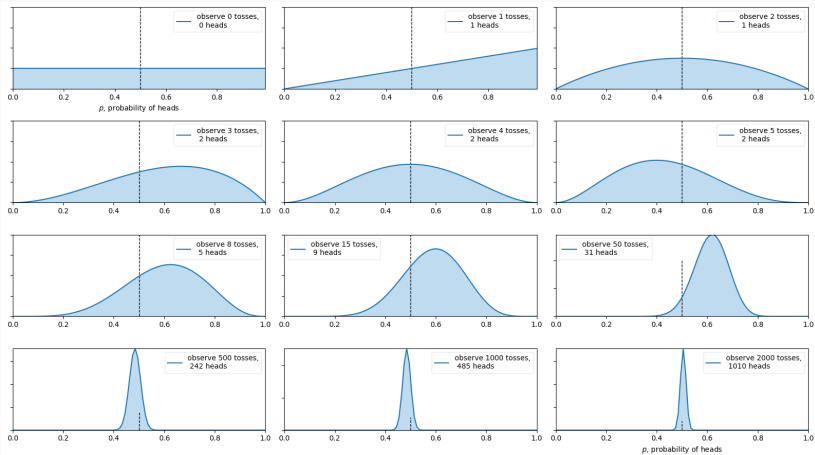 observe 0 tosses,
0 heads
0.0 0.2 0.4 0.6 0.8 1.0
p, probability of heads
observe 1 tosses,
1 heads
0.0 0.2 0.4 0.6 0.8 1.0
observe 2 tosses,
1 heads
0.0 0.2 0.4 0.6 0.8 1.0
observe 3 tosses,
2 heads
0.0 0.2 0.4 0.6 0.8 1.0
observe 4 tosses,
2 heads
0.0 0.2 0.4 0.6 0.8 1.0
observe 5 tosses,
2 heads
0.0 0.2 0.4 0.6 0.8 1.0
observe 8 tosses,
5 heads
0.0 0.2 0.4 0.6 0.8 1.0
observe 15 tosses,
9 heads
0.0 0.2 0.4 0.6 0.8 1.0
observe 50 tosses,
31 heads
0.0 0.2 0.4 0.6 0.8 1.0
observe 500 tosses,
242 heads
0.0 0.2 0.4 0.6 0.8 1.0
observe 1000 tosses,
485 heads
0.0 0.2 0.4 0.6 0.8 1.0
observe 2000 tosses,
1010 heads
0.0 0.2 0.4 0.6 0.8 1.0
p, probability of heads